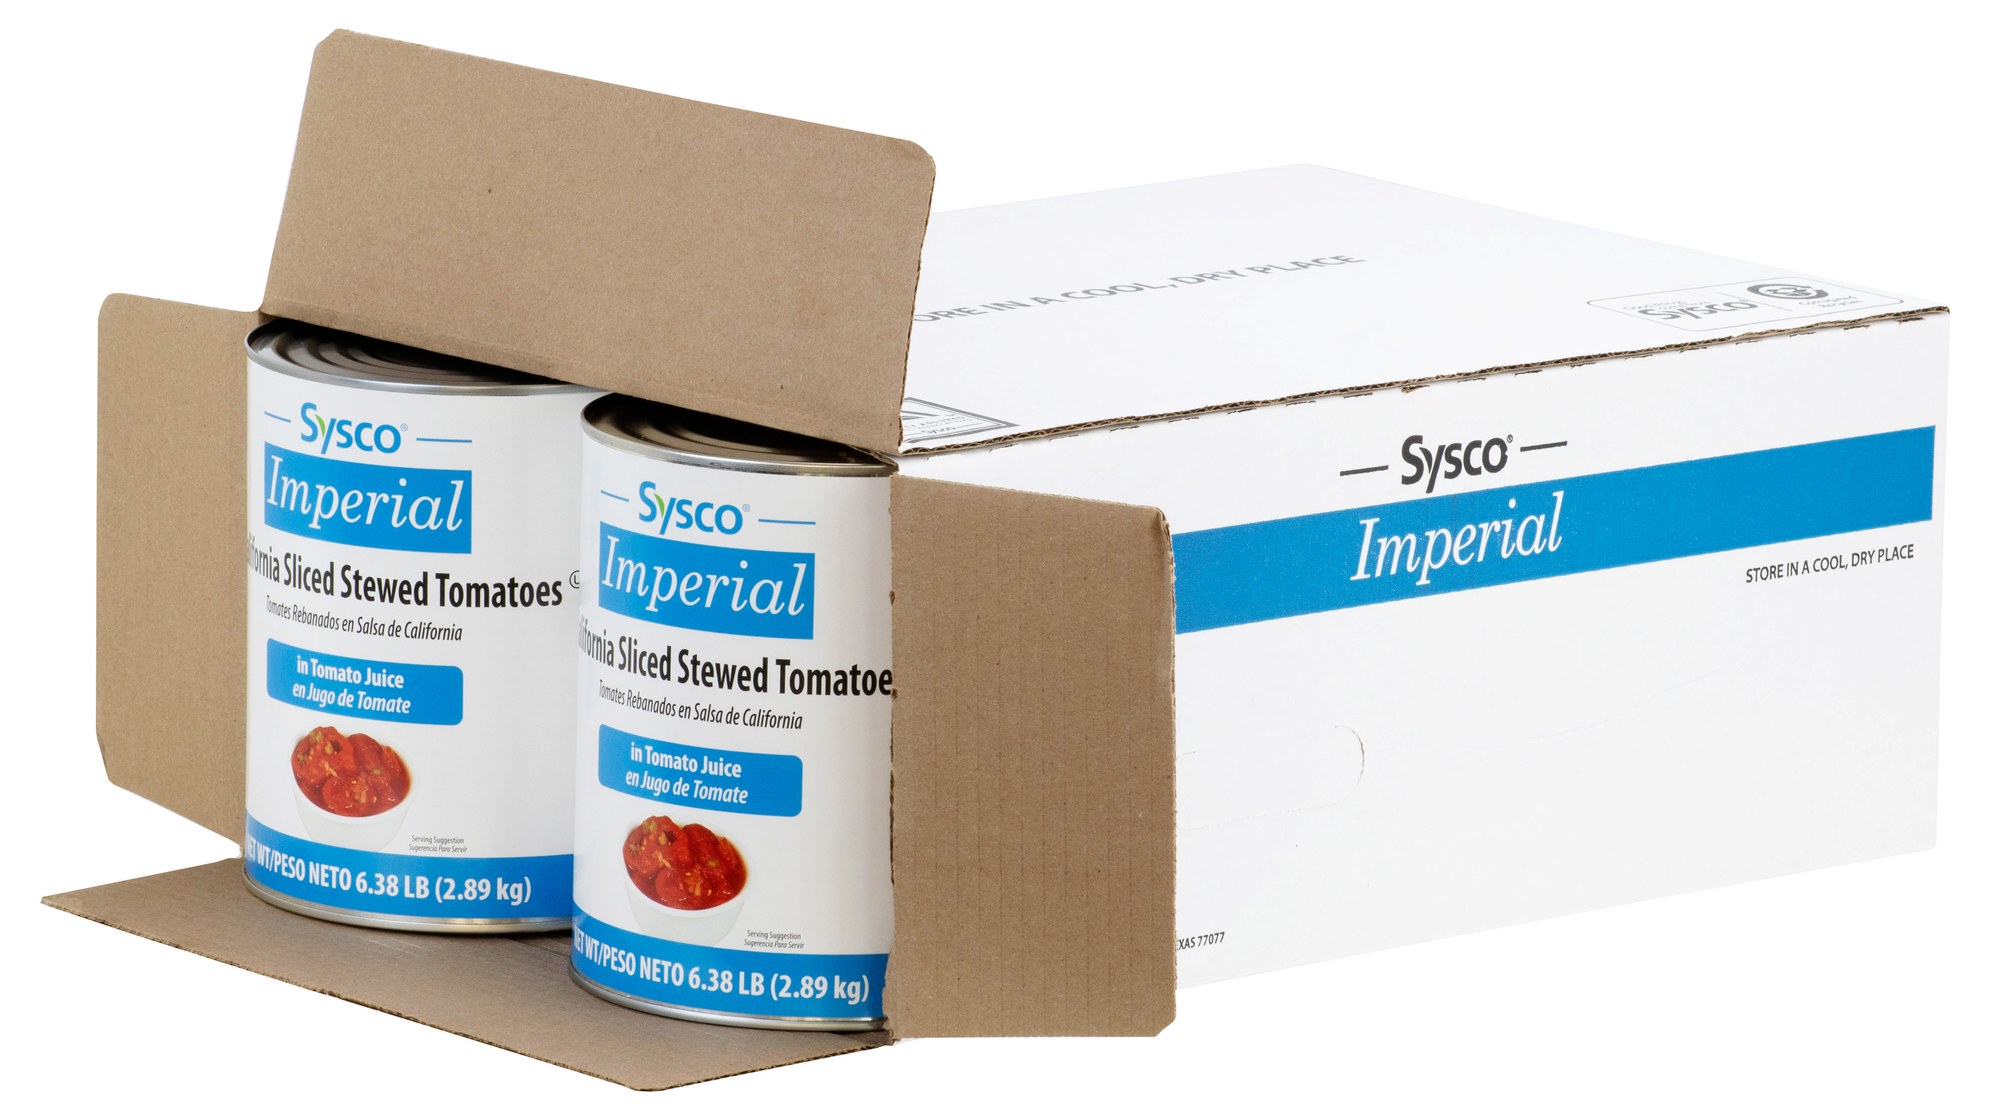 Sysco®
Imperial
ifornia Sliced Stewed Tomatoes
Tomates Rebanados en Salsa de California
in Tomato Juice
en Jugo de Tomate
Serving Suggestion
Sugerencia Para Servir
NET WT/PESO NETO 6.38 LB (2.89 kg)
Sysco®
Imperial
alifornia Sliced Stewed Tomatoe
Tomates Rebanados en Salsa de California
in Tomato Juice
en Jugo de Tomate
Serving Suggestion
Sugerencia Para Servir
NET WT/PESO NETO 6.38 LB (2.89 kg)
ORE IN A COOL, DRY PLACE
Sysco
Sysco
Sysco®
Imperial
STORE IN A COOL, DRY PLACE
EXAS 77077